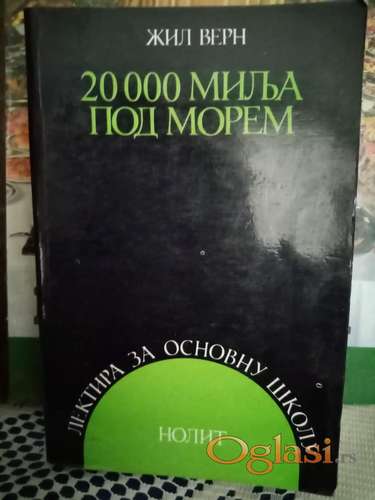 ЖИЛ ВЕРН
20 000 МИЉА
ПОД МОРЕМ
ЛЕКТИРА ЗА ОСНОВНУ ШКОЛУ
НОЛИТ
Oglasi.rs